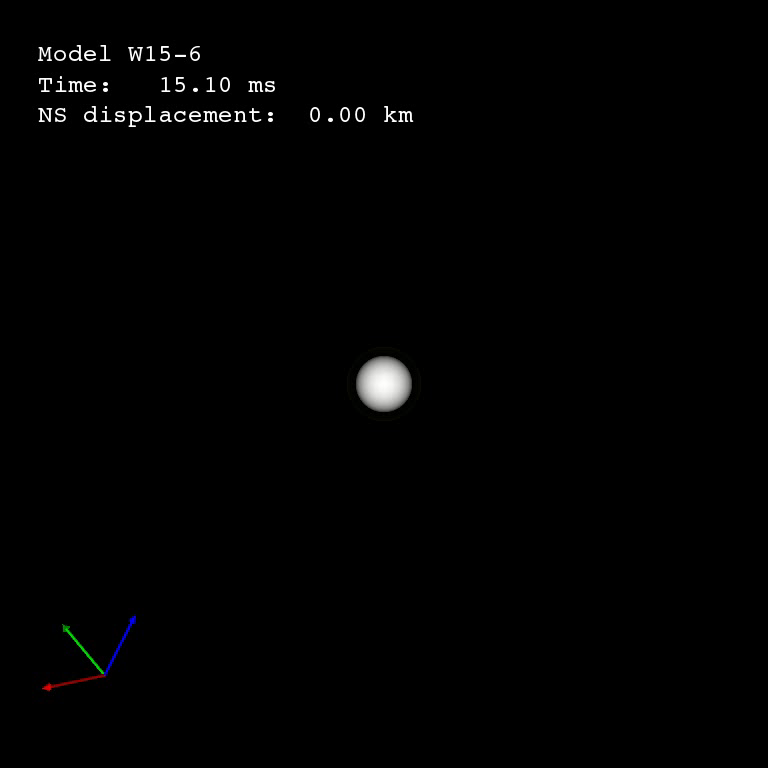 Model W15-6
Time:   15.10 ms
NS displacement:  0.00 km